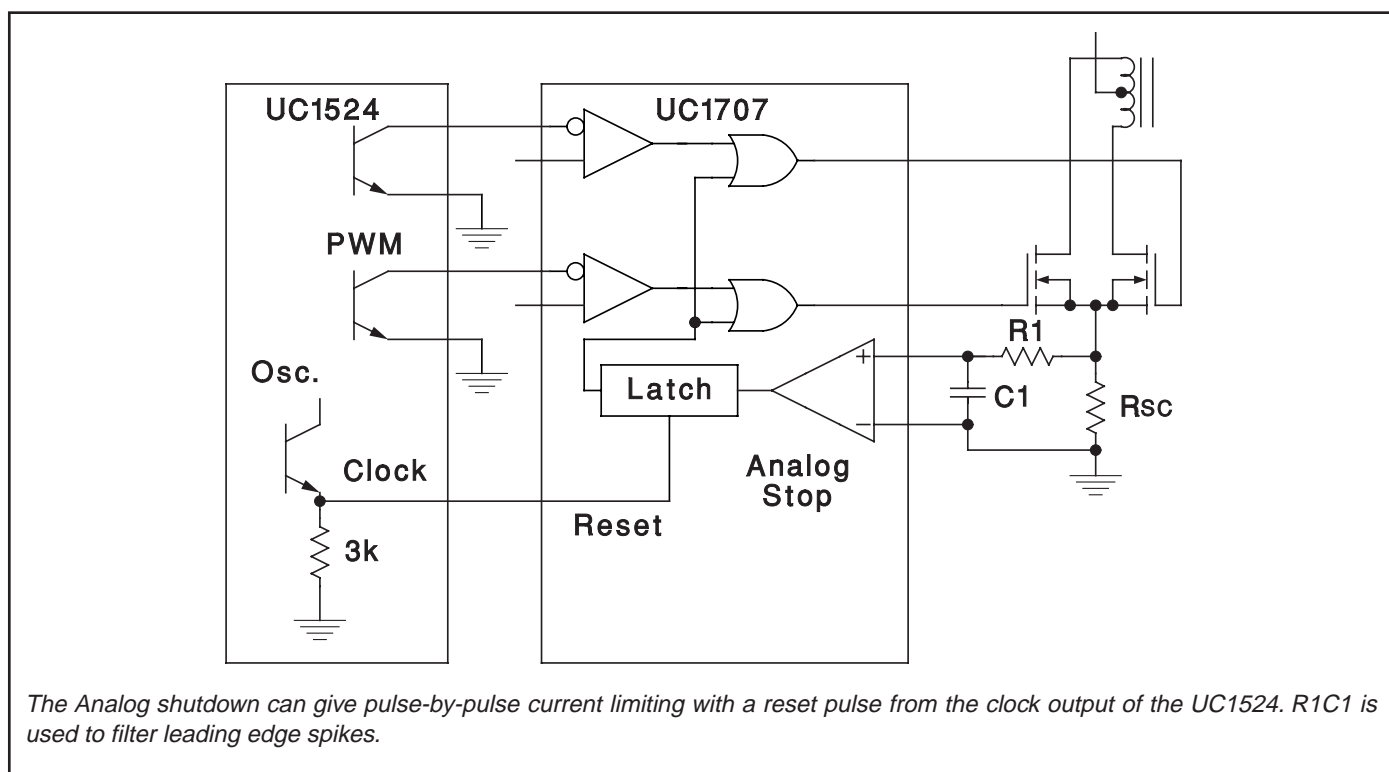 UC1524
UC1707
PWM
Osc.
Clock
3k
Reset
Latch
+
−
Analog
Stop
R1
C1
Rsc
The Analog shutdown can give pulse-by-pulse current limiting with a reset pulse from the clock output of the UC1524. R1C1 is
used to filter leading edge spikes.